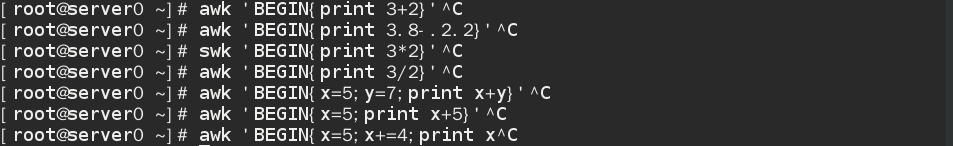 [root@server0 ~]# awk 'BEGIN{print 3+2}'^C
[root@server0 ~]# awk 'BEGIN{print 3.8-.2.2}'^C
[root@server0 ~]# swk 'BEGIN{print 3*2}'^C
[root@server0 ~]# awk 'BEGIN{print 3/2}'^C
[root@server0 ~]# awk 'BEGIN{x=5;y=7;print x+y}'^C
[root@server0 ~]# awk 'BEGIN{x=5;print x+5}'^C
[root@server0 ~]# awk 'BEGIN{x=5;x+=4;print x^C